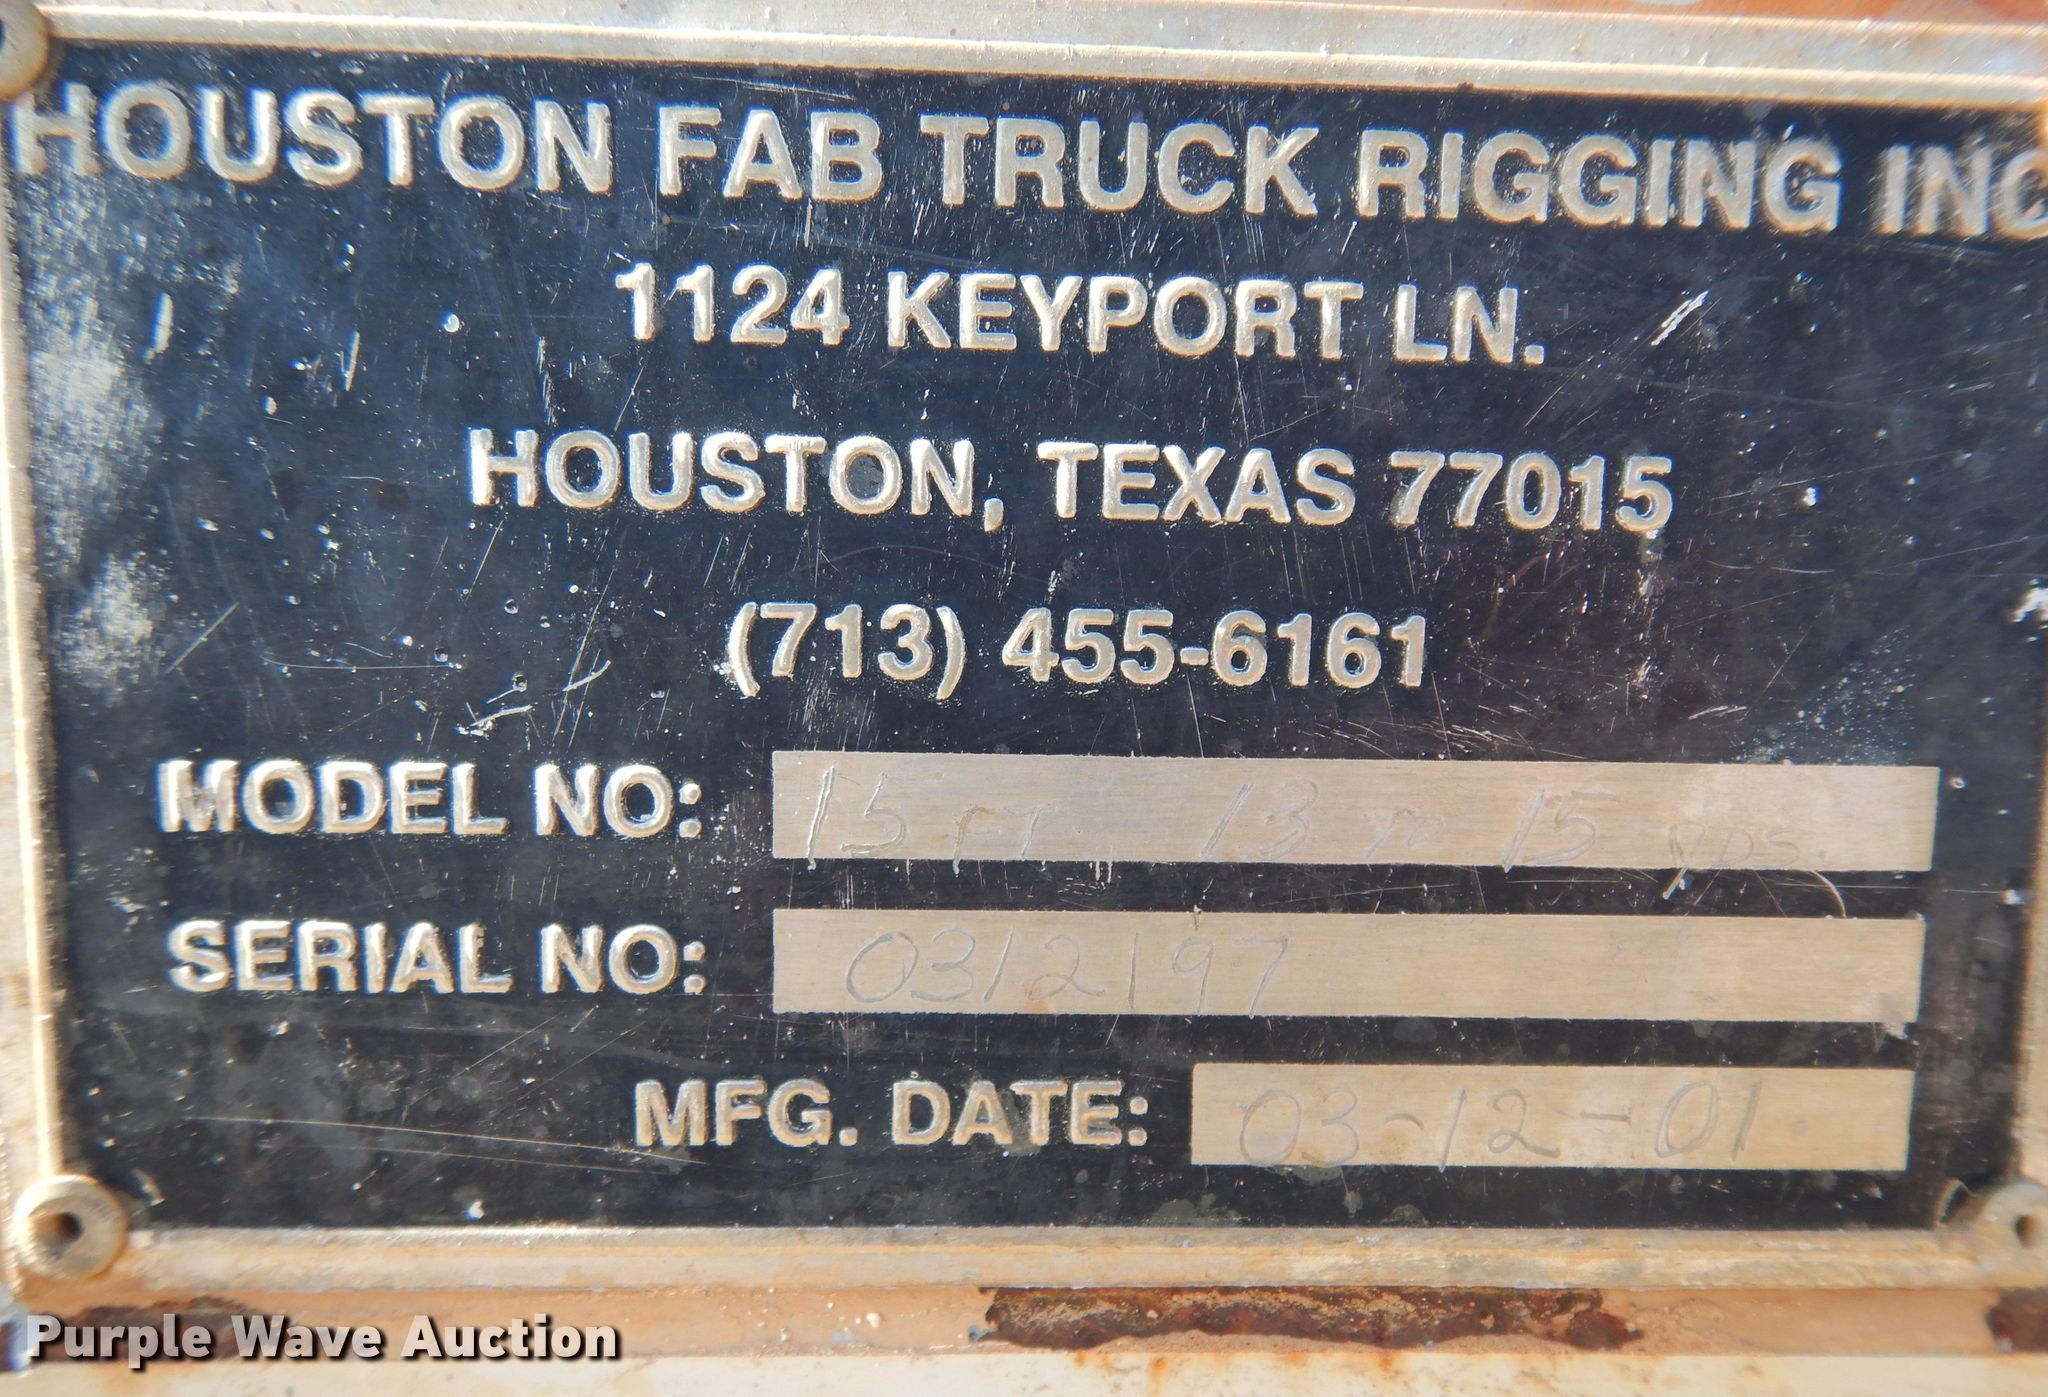 HOUSTON FAB TRUCK RIGGING INC
1124 KEYPORT LN.
HOUSTON, TEXAS 77015
(713) 455-6161
MODEL NO: 15 FT 13 TO 15 YDS.
SERIAL NO: 0312197
MFG. DATE: 03-12-01
Purple Wave Auction